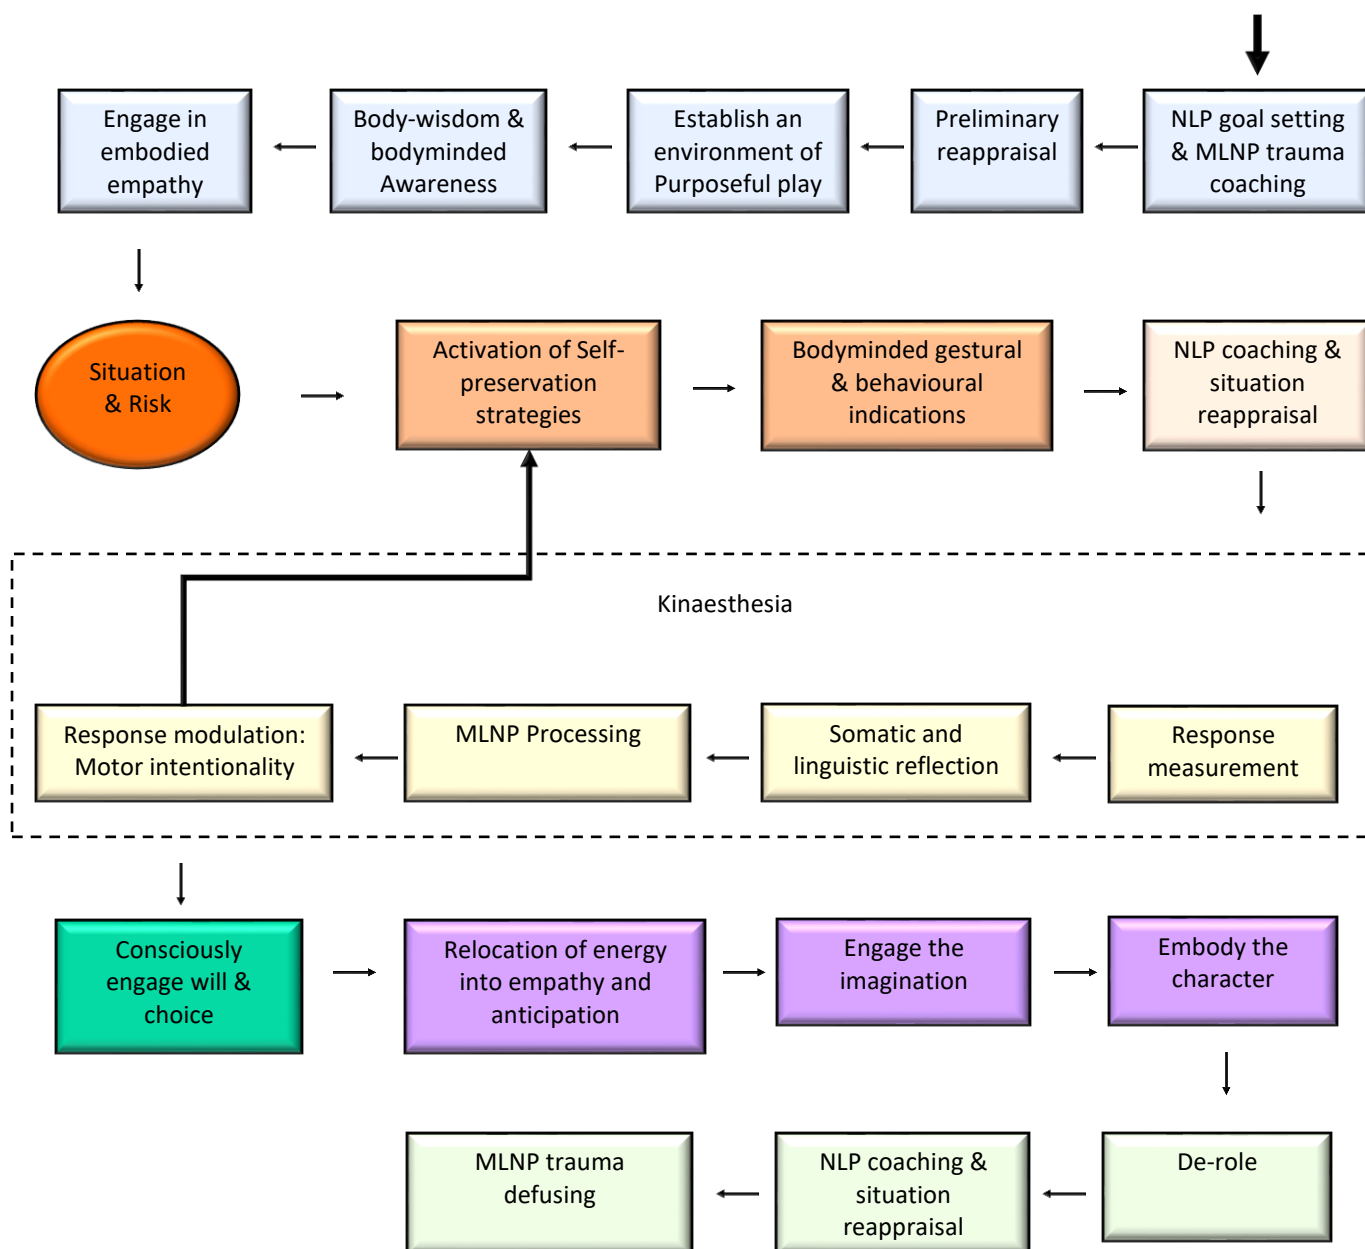 Engage in
embodied
empathy
Body-wisdom &
bodyminded
Awareness
Establish an
environment of
Purposeful play
Preliminary
reappraisal
NLP goal setting
& MLNP trauma
coaching
Situation
& Risk
Activation of Self-
preservation
strategies
Bodyminded gestural
& behavioural
indications
NLP coaching &
situation
reappraisal
Kinaesthesia
Response modulation:
Motor intentionality
MLNP Processing
Somatic and
linguistic reflection
Response
measurement
Consciously
engage will &
choice
Relocation of energy
into empathy and
anticipation
Engage the
imagination
Embody the
character
MLNP trauma
defusing
NLP coaching &
situation
reappraisal
De-role